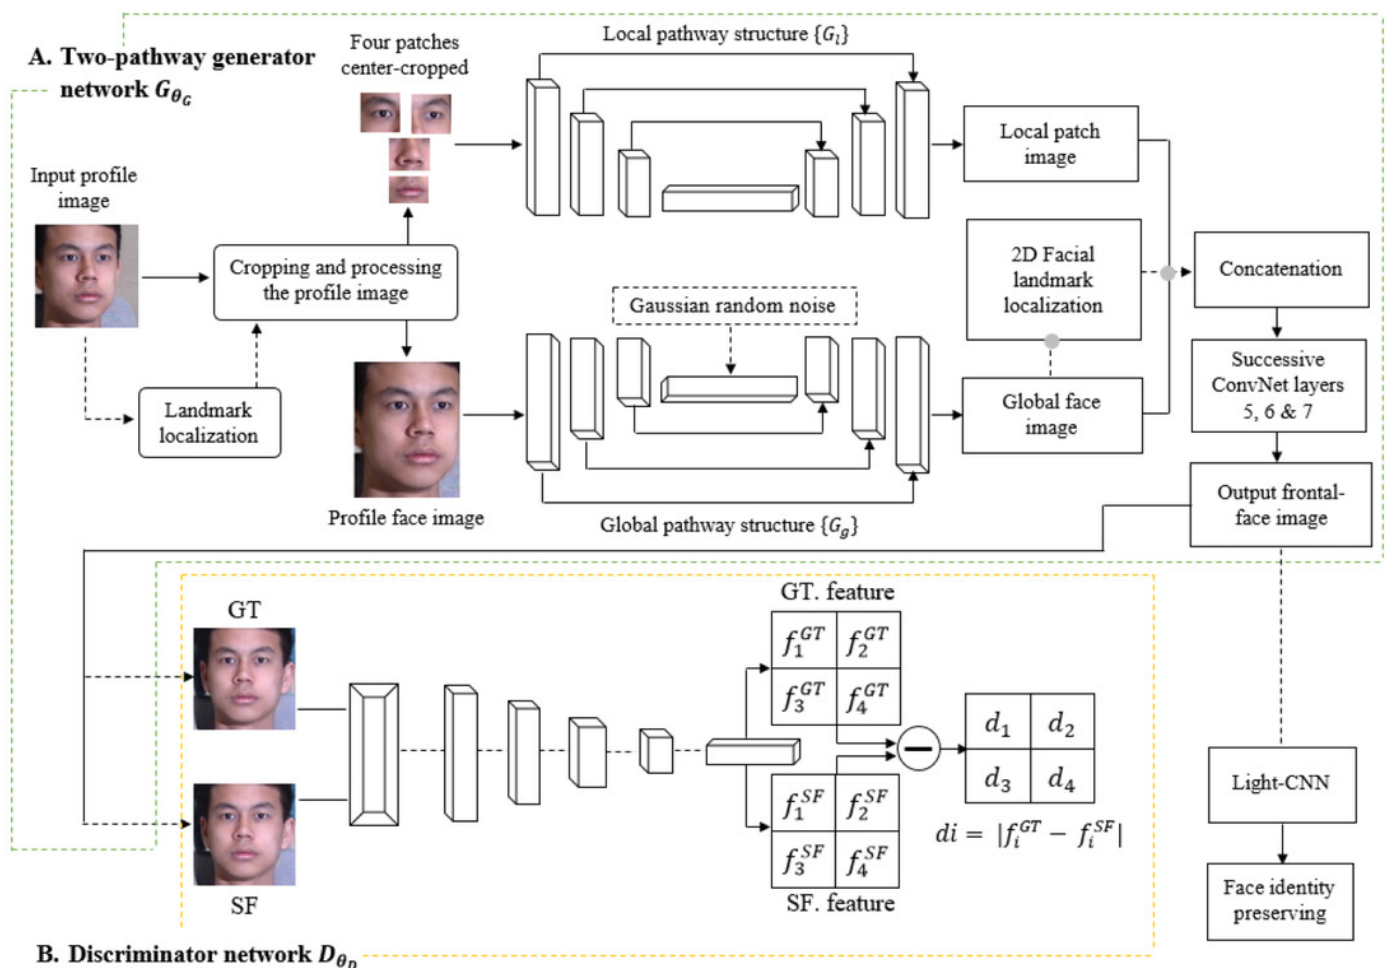 A. Two-pathway generator
network G_{θ_G}
Four patches
center-cropped
Local pathway structure {G_l}
Input profile
image
Local patch
image
Cropping and processing
the profile image
2D Facial
landmark
localization
Concatenation
Gaussian random noise
Landmark
localization
Global face
image
Successive
ConvNet layers
5, 6 & 7
Profile face image
Global pathway structure {G_g}
Output frontal-
face image
GT
GT. feature
f_1^{GT} f_2^{GT}
f_3^{GT} f_4^{GT}
d_1 d_2
d_3 d_4
f_1^{SF} f_2^{SF}
f_3^{SF} f_4^{SF}
di = |f_i^{GT} − f_i^{SF}|
SF
SF. feature
Light-CNN
Face identity
preserving
B. Discriminator network D_{θ_D}